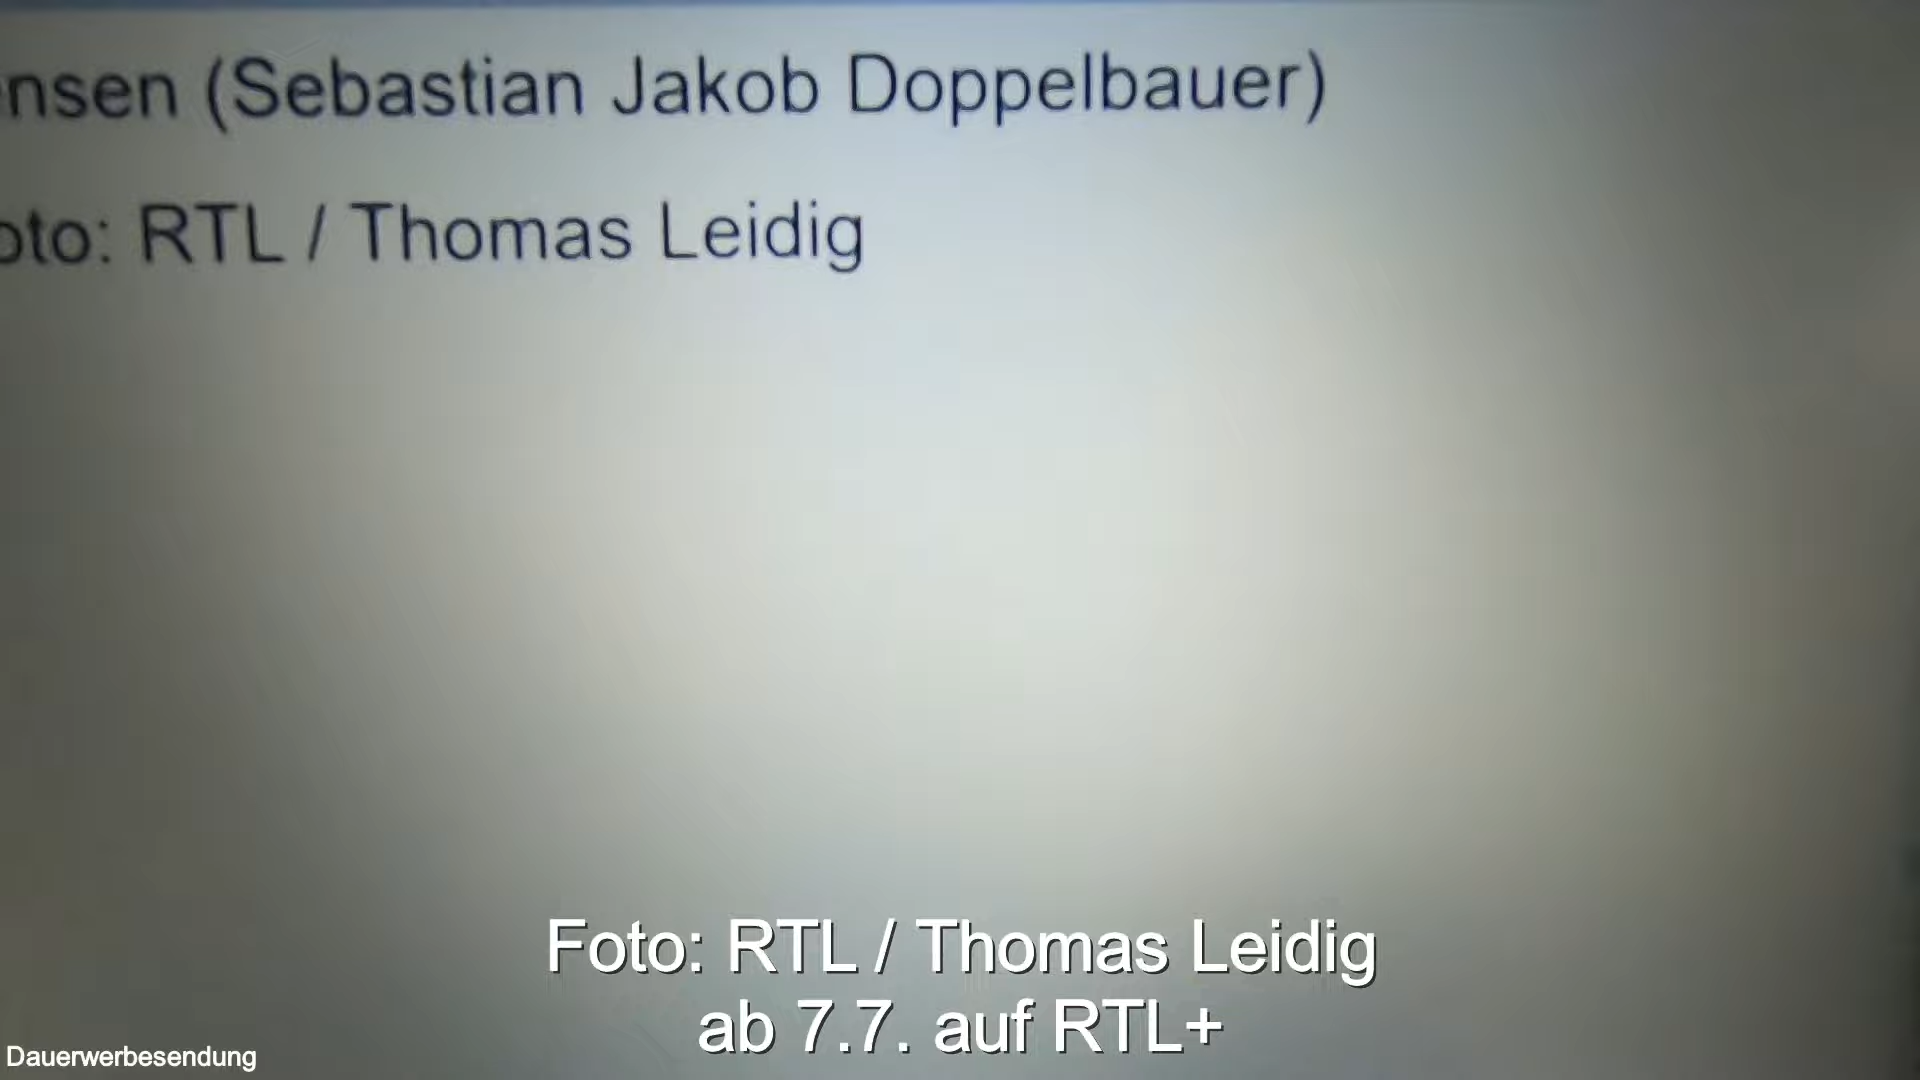 nsen (Sebastian Jakob Doppelbauer)
oto: RTL / Thomas Leidig
Foto: RTL / Thomas Leidig
ab 7.7. auf RTL+
Dauerwerbesendung